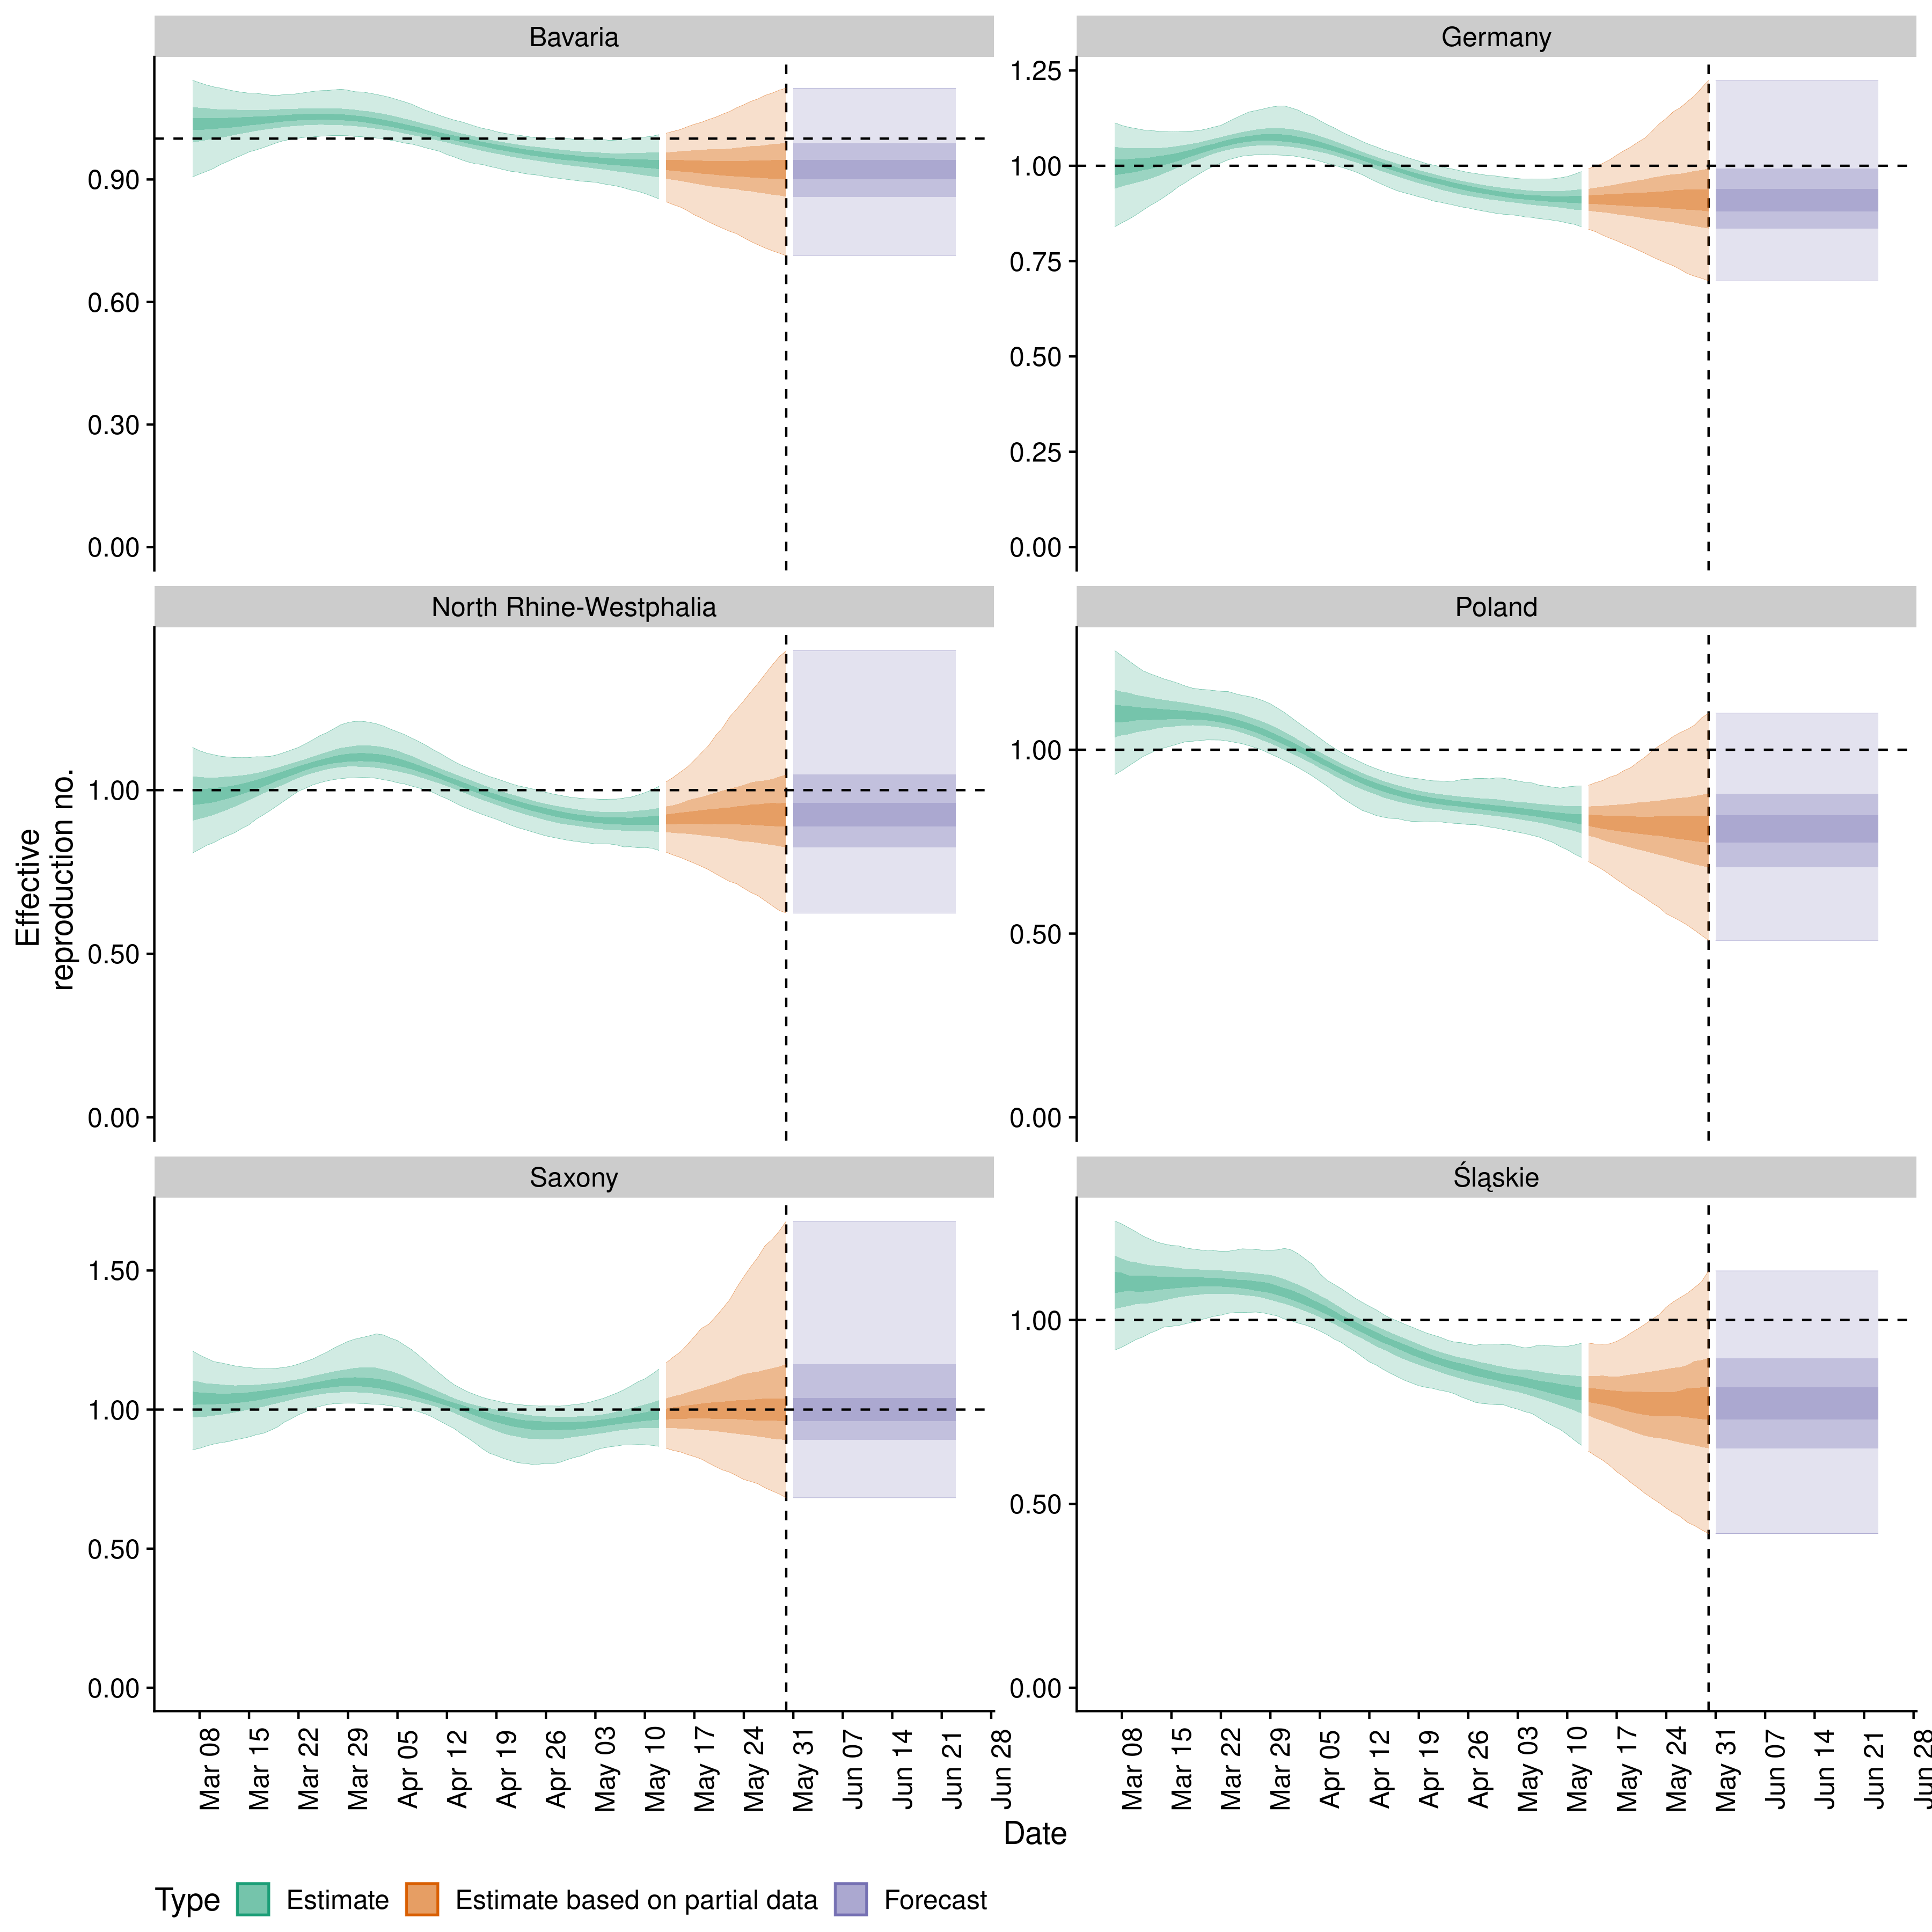 Bavaria
Germany
0.90
0.60
0.30
0.00
1.25
1.00
0.75
0.50
0.25
0.00
North Rhine-Westphalia
Poland
1.00
0.50
0.00
1.00
0.50
0.00
Effective
reproduction no.
Saxony
Śląskie
1.50
1.00
0.50
0.00
1.00
0.50
0.00
Mar 08
Mar 15
Mar 22
Mar 29
Apr 05
Apr 12
Apr 19
Apr 26
May 03
May 10
May 17
May 24
May 31
Jun 07
Jun 14
Jun 21
Jun 28
Mar 08
Mar 15
Mar 22
Mar 29
Apr 05
Apr 12
Apr 19
Apr 26
May 03
May 10
May 17
May 24
May 31
Jun 07
Jun 14
Jun 21
Jun 28
Date
Type Estimate Estimate based on partial data Forecast